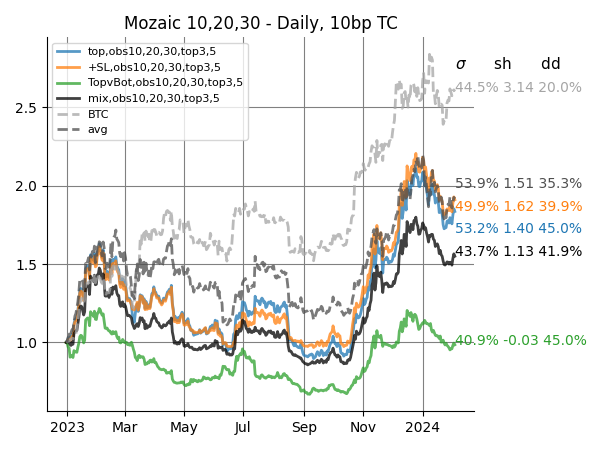 Mozaic 10,20,30 - Daily, 10bp TC
top,obs10,20,30,top3,5
+SL,obs10,20,30,top3,5
TopvBot,obs10,20,30,top3,5
mix,obs10,20,30,top3,5
BTC
avg
σ sh dd
44.5% 3.14 20.0%
53.9% 1.51 35.3%
49.9% 1.62 39.9%
53.2% 1.40 45.0%
43.7% 1.13 41.9%
40.9% -0.03 45.0%
2.5
2.0
1.5
1.0
2023 Mar May Jul Sep Nov 2024